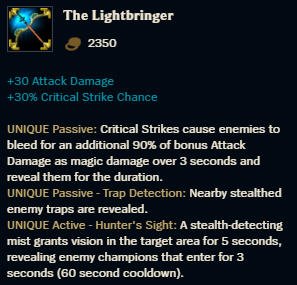 The Lightbringer
2350
+30 Attack Damage
+30% Critical Strike Chance
UNIQUE Passive: Critical Strikes cause enemies to
bleed for an additional 90% of bonus Attack
Damage as magic damage over 3 seconds and
reveal them for the duration.
UNIQUE Passive - Trap Detection: Nearby stealthed
enemy traps are revealed.
UNIQUE Active - Hunter's Sight: A stealth-detecting
mist grants vision in the target area for 5 seconds,
revealing enemy champions that enter for 3
seconds (60 second cooldown).